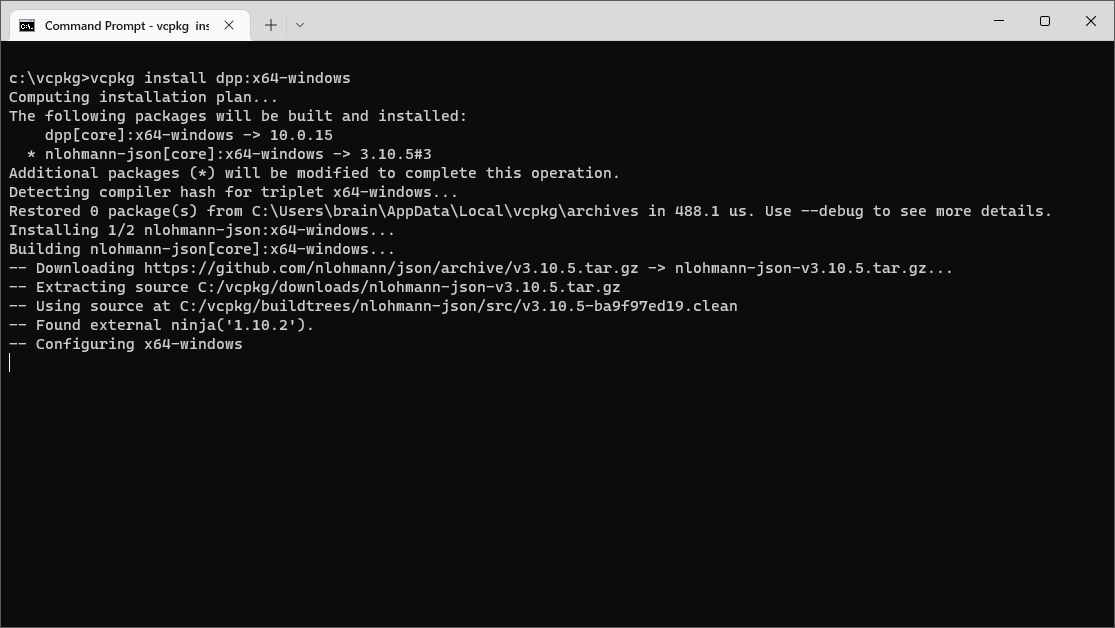 Command Prompt - vcpkg  ins
c:\vcpkg>vcpkg install dpp:x64-windows
Computing installation plan...
The following packages will be built and installed:
    dpp[core]:x64-windows -> 10.0.15
  * nlohmann-json[core]:x64-windows -> 3.10.5#3
Additional packages (*) will be modified to complete this operation.
Detecting compiler hash for triplet x64-windows...
Restored 0 package(s) from C:\Users\brain\AppData\Local\vcpkg\archives in 488.1 us. Use --debug to see more details.
Installing 1/2 nlohmann-json:x64-windows...
Building nlohmann-json[core]:x64-windows...
-- Downloading https://github.com/nlohmann/json/archive/v3.10.5.tar.gz -> nlohmann-json-v3.10.5.tar.gz...
-- Extracting source C:/vcpkg/downloads/nlohmann-json-v3.10.5.tar.gz
-- Using source at C:/vcpkg/buildtrees/nlohmann-json/src/v3.10.5-ba9f97ed19.clean
-- Found external ninja('1.10.2').
-- Configuring x64-windows